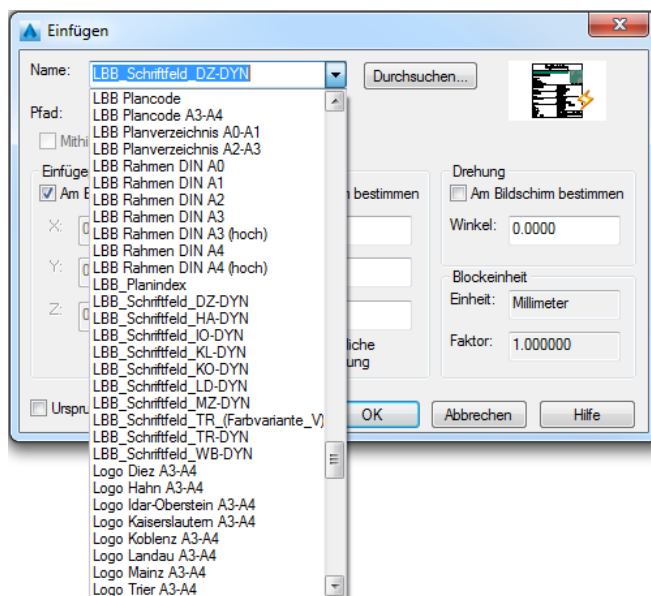 Einfügen
Name:
LBB_Schriftfeld_DZ-DYN
Durchsuchen...
LBB Plancode
LBB Plancode A3-A4
LBB Planverzeichnis A0-A1
LBB Planverzeichnis A2-A3
LBB Rahmen DIN A0
LBB Rahmen DIN A1
LBB Rahmen DIN A2
LBB Rahmen DIN A3
LBB Rahmen DIN A3 (hoch)
LBB Rahmen DIN A4
LBB Rahmen DIN A4 (hoch)
LBB_Planindex
LBB_Schriftfeld_DZ-DYN
LBB_Schriftfeld_HA-DYN
LBB_Schriftfeld_IO-DYN
LBB_Schriftfeld_KL-DYN
LBB_Schriftfeld_KO-DYN
LBB_Schriftfeld_LD-DYN
LBB_Schriftfeld_MZ-DYN
LBB_Schriftfeld_TR_(Farbvariante_V)
LBB_Schriftfeld_TR-DYN
LBB_Schriftfeld_WB-DYN
Logo Diez A3-A4
Logo Hahn A3-A4
Logo Idar-Oberstein A3-A4
Logo Kaiserslautern A3-A4
Logo Koblenz A3-A4
Logo Landau A3-A4
Logo Mainz A3-A4
Logo Trier A3-A4
Pfad:
Mithi
Einfüge
Am B
X:
Y:
Z:
Urspru
bestimmen
liche
ung
Drehung
Am Bildschirm bestimmen
Winkel: 0.0000
Blockeinheit
Einheit: Millimeter
Faktor: 1.000000
OK
Abbrechen
Hilfe